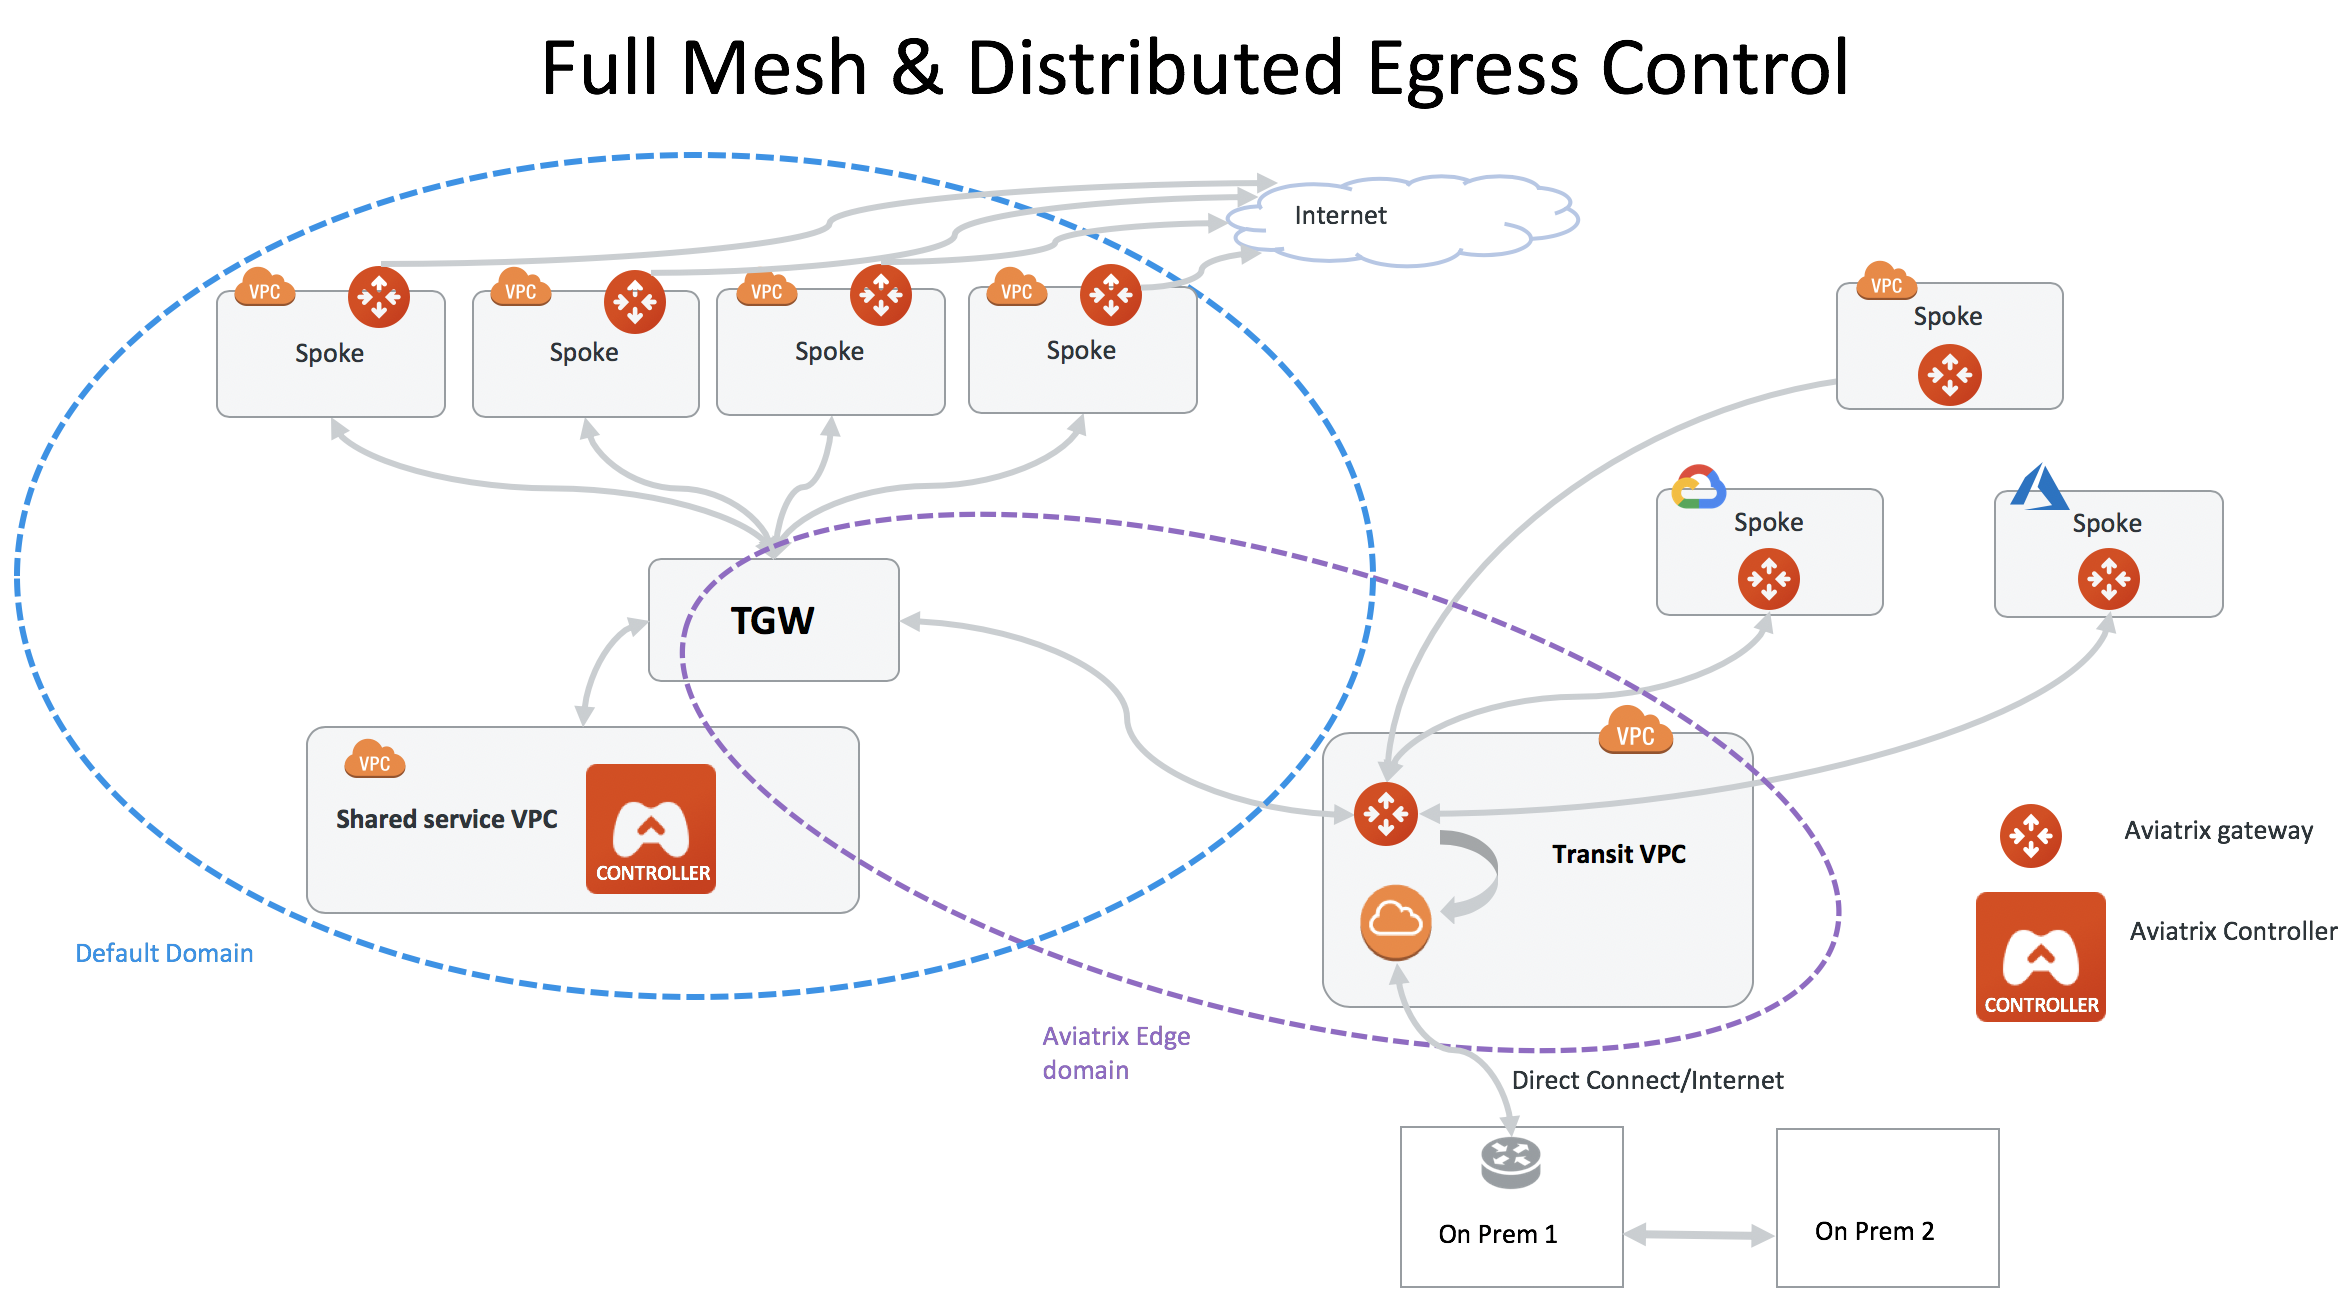 Full Mesh & Distributed Egress Control
Internet
VPC
VPC
VPC
VPC
VPC
Spoke
Spoke
Spoke
Spoke
Spoke
Spoke
Spoke
TGW
VPC
VPC
Shared service VPC
CONTROLLER
Transit VPC
Aviatrix gateway
Aviatrix Controller
CONTROLLER
Default Domain
Aviatrix Edge
domain
Direct Connect/Internet
On Prem 1
On Prem 2